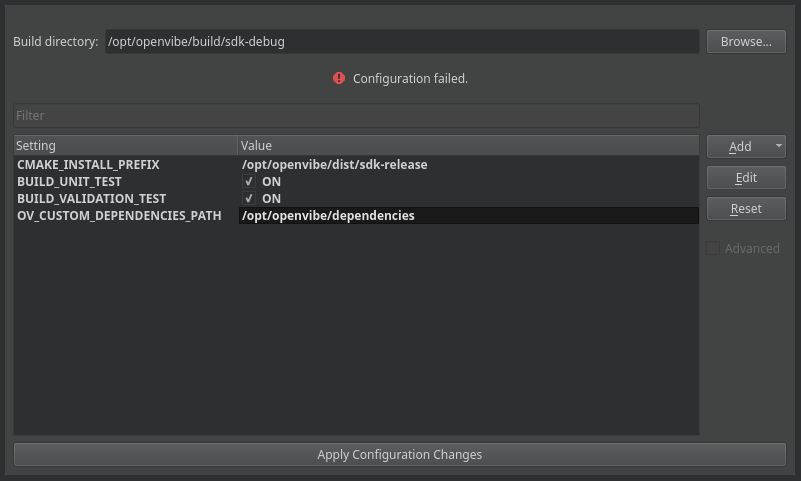 Build directory: /opt/openvibe/build/sdk-debug Browse...
Configuration failed.
Filter
Setting Value
CMAKE_INSTALL_PREFIX /opt/openvibe/dist/sdk-release
BUILD_UNIT_TEST ON
BUILD_VALIDATION_TEST ON
OV_CUSTOM_DEPENDENCIES_PATH /opt/openvibe/dependencies
Add
Edit
Reset
Advanced
Apply Configuration Changes